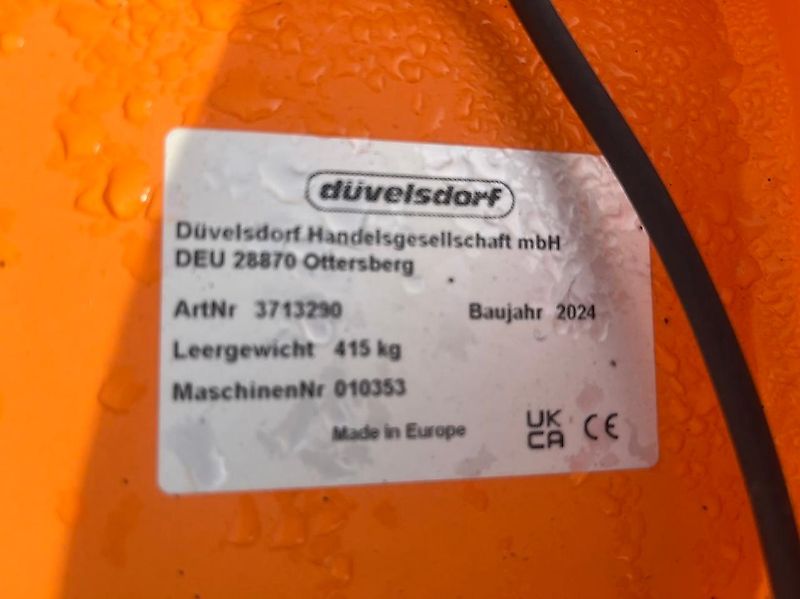 düvelsdorf
Düvelsdorf Handelsgesellschaft mbH
DEU 28870 Ottersberg
ArtNr 3713290 Baujahr 2024
Leergewicht 415 kg
MaschinenNr 010353
Made in Europe UK CA CE